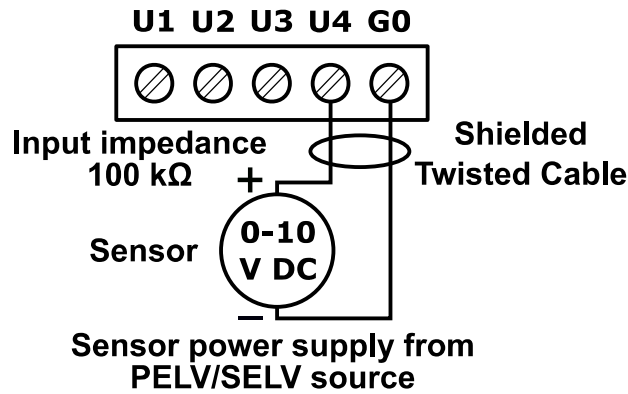 U1 U2 U3 U4 G0
Input impedance
100 kΩ
Shielded
Twisted Cable
+
Sensor
0-10
V DC
−
Sensor power supply from
PELV/SELV source